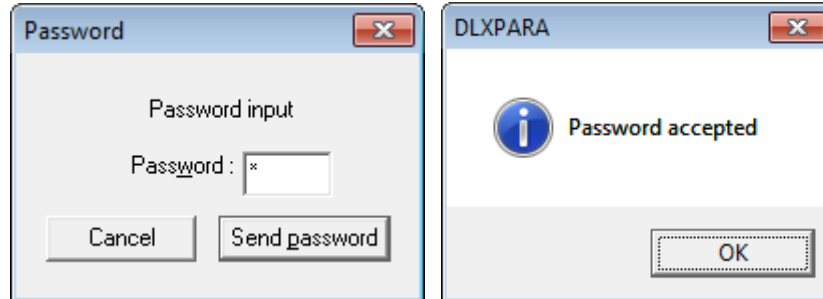 Password
Password input
Password : *
Cancel
Send password
DLXPARA
Password accepted
OK